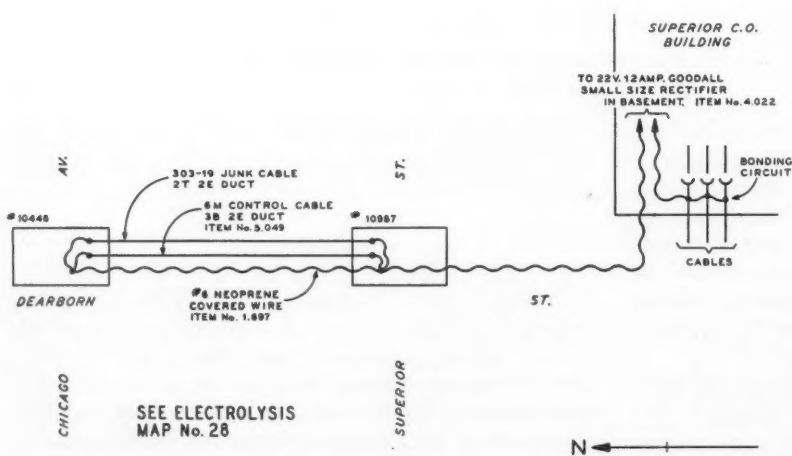 SUPERIOR C.O.
BUILDING
TO 22V. 12AMP. GOODALL
SMALL SIZE RECTIFIER
IN BASEMENT. ITEM No. 4.022
AV.
303-19 JUNK CABLE
2T 2E DUCT
ST.
BONDING
CIRCUIT
6M CONTROL CABLE
3B 2E DUCT
ITEM No. 5.049
#10445
#10957
CABLES
DEARBORN
#6 NEOPRENE
COVERED WIRE
ITEM No. 1.697
ST.
CHICAGO
SUPERIOR
SEE ELECTROLYSIS
MAP No. 28
N